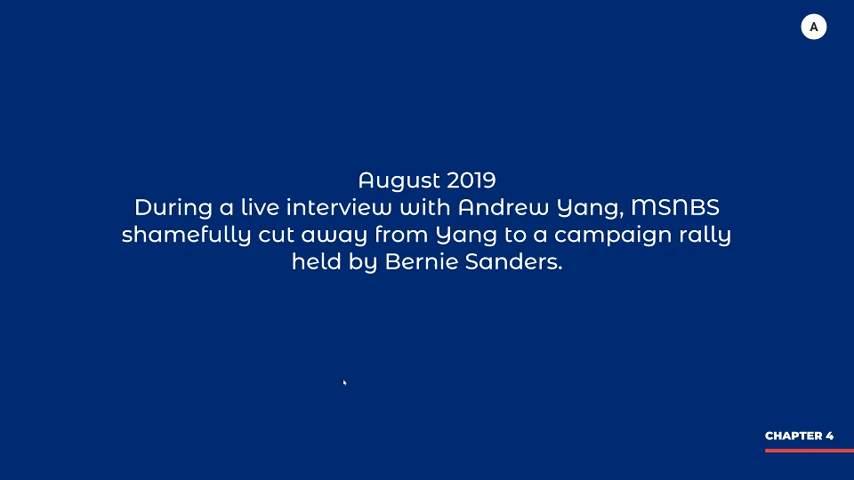 A
August 2019
During a live interview with Andrew Yang, MSNBS
shamefully cut away from Yang to a campaign rally
held by Bernie Sanders.
CHAPTER 4